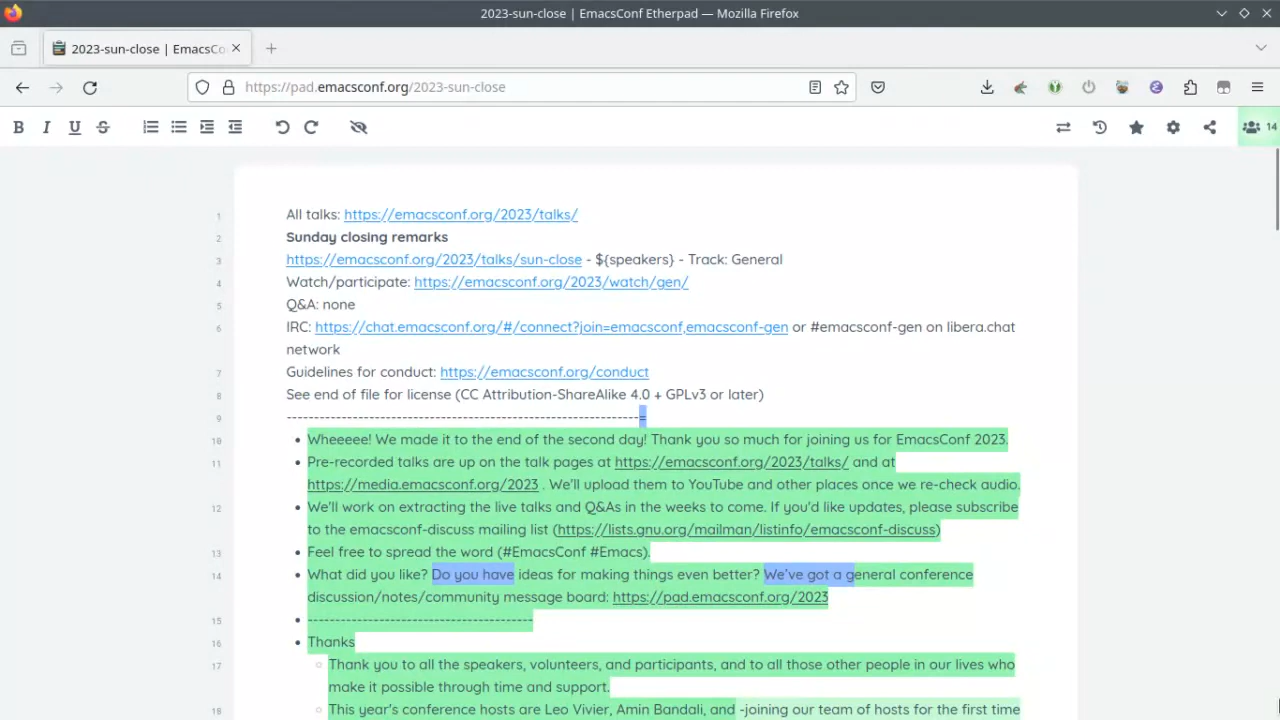 2023-sun-close | EmacsConf Etherpad — Mozilla Firefox
2023-sun-close | EmacsCo
https://pad.emacsconf.org/2023-sun-close
B I U S
14
1 All talks: https://emacsconf.org/2023/talks/
2 Sunday closing remarks
3 https://emacsconf.org/2023/talks/sun-close - ${speakers} - Track: General
4 Watch/participate: https://emacsconf.org/2023/watch/gen/
5 Q&A: none
6 IRC: https://chat.emacsconf.org/#/connect?join=emacsconf,emacsconf-gen or #emacsconf-gen on libera.chat
network
7 Guidelines for conduct: https://emacsconf.org/conduct
8 See end of file for license (CC Attribution-ShareAlike 4.0 + GPLv3 or later)
9 ----------------------------------------------------------------=
10 Wheeeee! We made it to the end of the second day! Thank you so much for joining us for EmacsConf 2023.
11 Pre-recorded talks are up on the talk pages at https://emacsconf.org/2023/talks/ and at
https://media.emacsconf.org/2023 . We'll upload them to YouTube and other places once we re-check audio.
12 We'll work on extracting the live talks and Q&As in the weeks to come. If you'd like updates, please subscribe
to the emacsconf-discuss mailing list (https://lists.gnu.org/mailman/listinfo/emacsconf-discuss)
13 Feel free to spread the word (#EmacsConf #Emacs).
14 What did you like? Do you have ideas for making things even better? We've got a general conference
discussion/notes/community message board: https://pad.emacsconf.org/2023
15 -----------------------------------------
16 Thanks
17 Thank you to all the speakers, volunteers, and participants, and to all those other people in our lives who
make it possible through time and support.
18 This year's conference hosts are Leo Vivier, Amin Bandali, and -joining our team of hosts for the first time